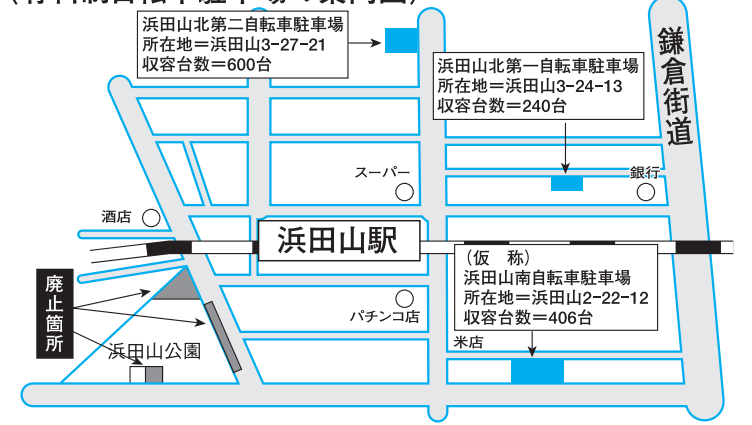 浜田山北第二自転車駐車場
所在地＝浜田山3-27-21
収容台数＝600台
浜田山北第一自転車駐車場
所在地＝浜田山3-24-13
収容台数＝240台
鎌倉街道
スーパー
銀行
酒店
浜田山駅
（仮　称）
浜田山南自転車駐車場
所在地＝浜田山2-22-12
収容台数＝406台
廃止箇所
パチンコ店
米店
浜田山公園